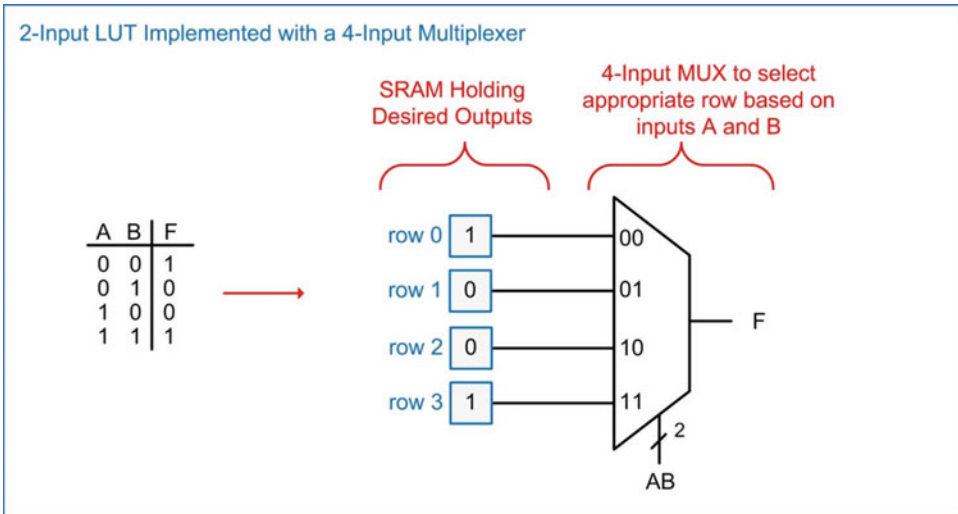 2-Input LUT Implemented with a 4-Input Multiplexer
SRAM Holding
Desired Outputs
4-Input MUX to select
appropriate row based on
inputs A and B
A B F
0 0 1
0 1 0
1 0 0
1 1 1
row 0 1
00
row 1 0
01
row 2 0
10
row 3 1
11
F
2
AB